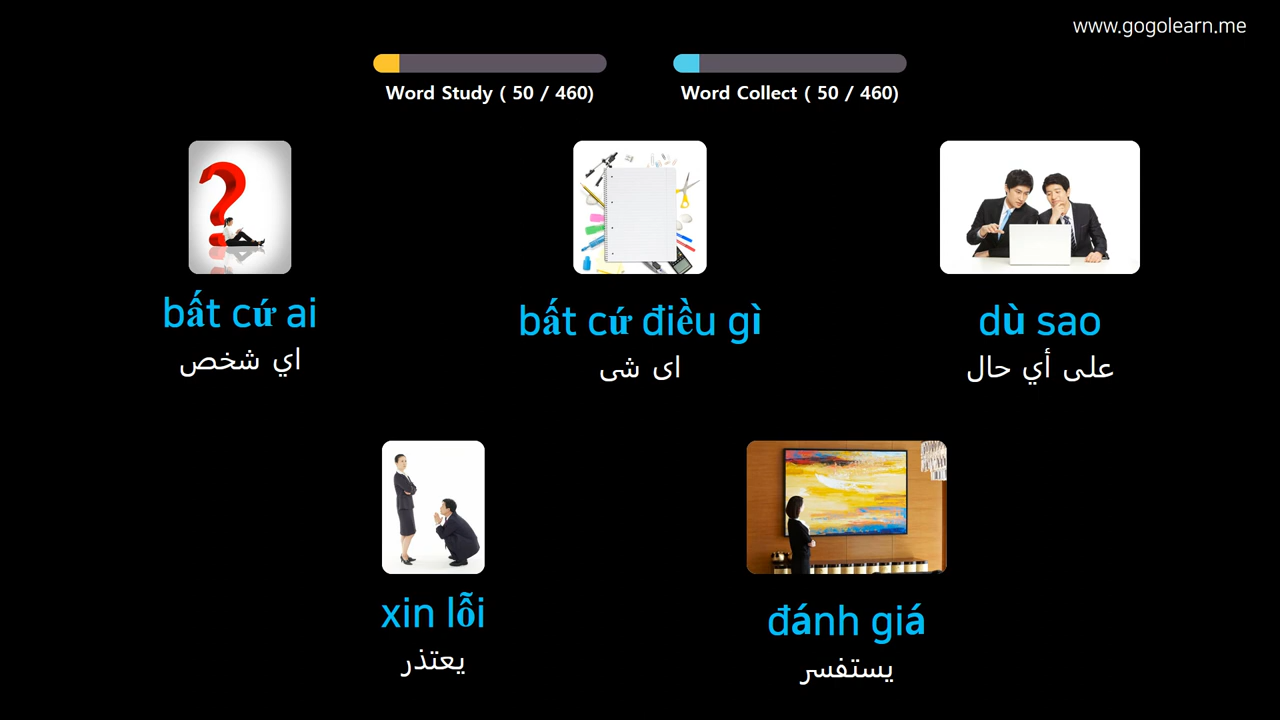 www.gogolearn.me
Word Study ( 50 / 460)
Word Collect ( 50 / 460)
bất cứ ai
اي شخص
bất cứ điều gì
اى شى
dù sao
على أي حال
xin lỗi
يعتذر
đánh giá
يستفسر